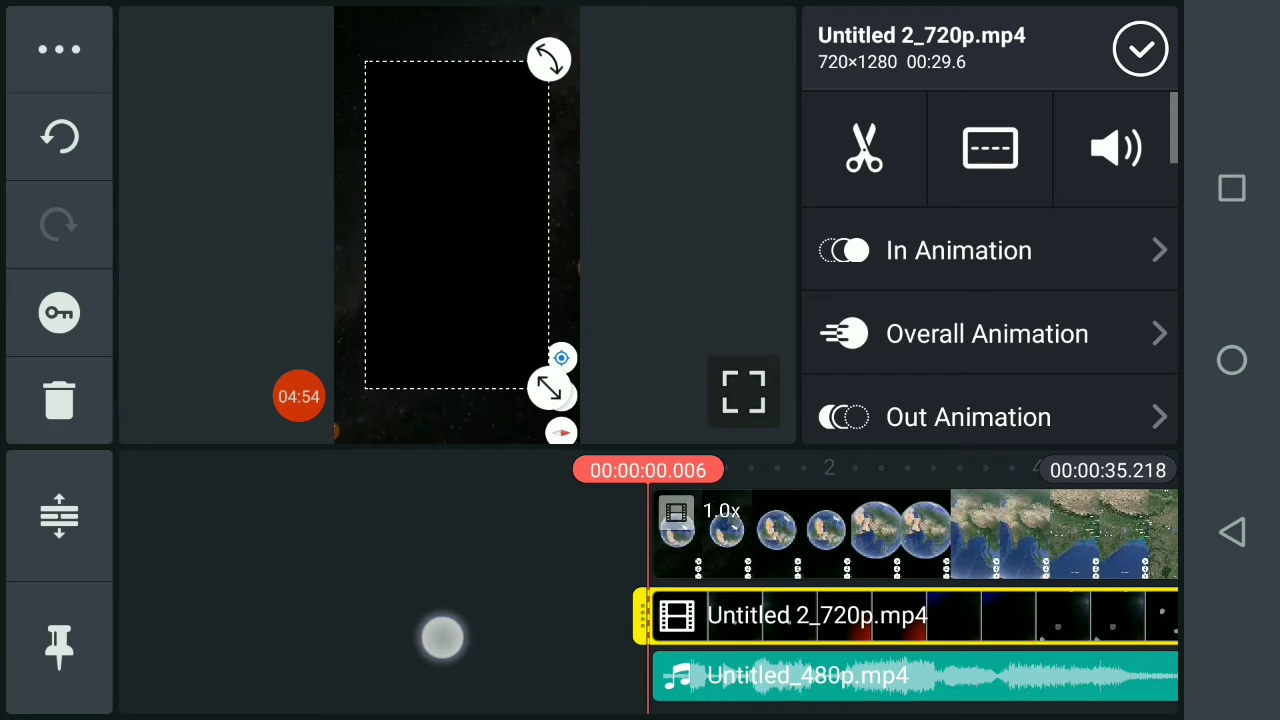 Untitled 2_720p.mp4
720×1280 00:29.6
In Animation
Overall Animation
Out Animation
04:54
00:00:00.006
2
4
00:00:35.218
1.0x
Untitled 2_720p.mp4
Untitled_480p.mp4